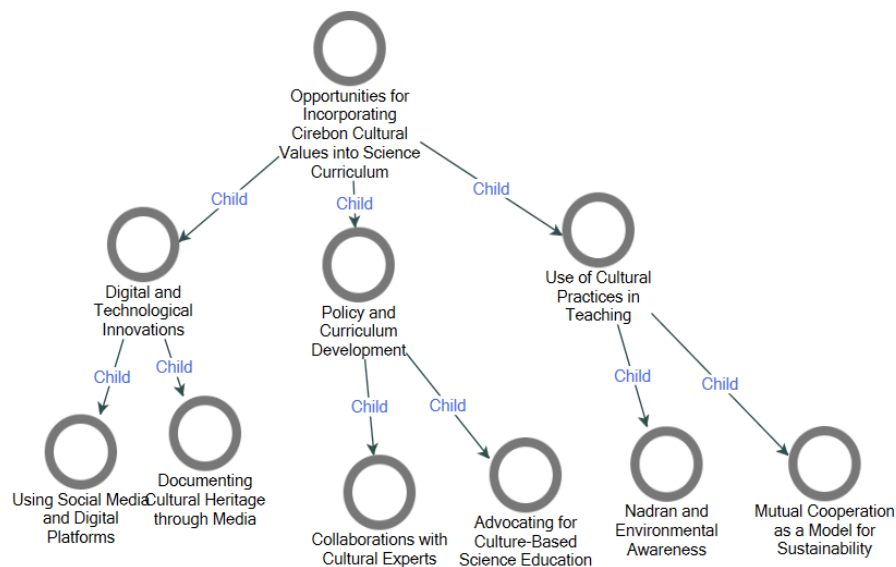 Opportunities for
Incorporating
Cirebon Cultural
Values into Science
Curriculum
Child
Child
Child
Digital and
Technological
Innovations
Policy and
Curriculum
Development
Use of Cultural
Practices in
Teaching
Child
Child
Child
Child
Child
Child
Using Social Media
and Digital
Platforms
Documenting
Cultural Heritage
through Media
Collaborations with
Cultural Experts
Advocating for
Culture-Based
Science Education
Nadran and
Environmental
Awareness
Mutual Cooperation
as a Model for
Sustainability